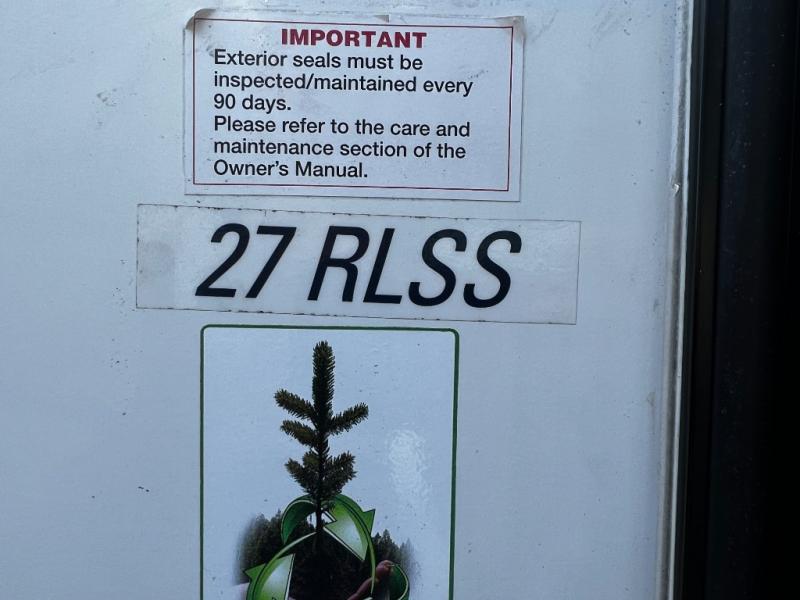 IMPORTANT
Exterior seals must be
inspected/maintained every
90 days.
Please refer to the care and
maintenance section of the
Owner's Manual.
27 RLSS